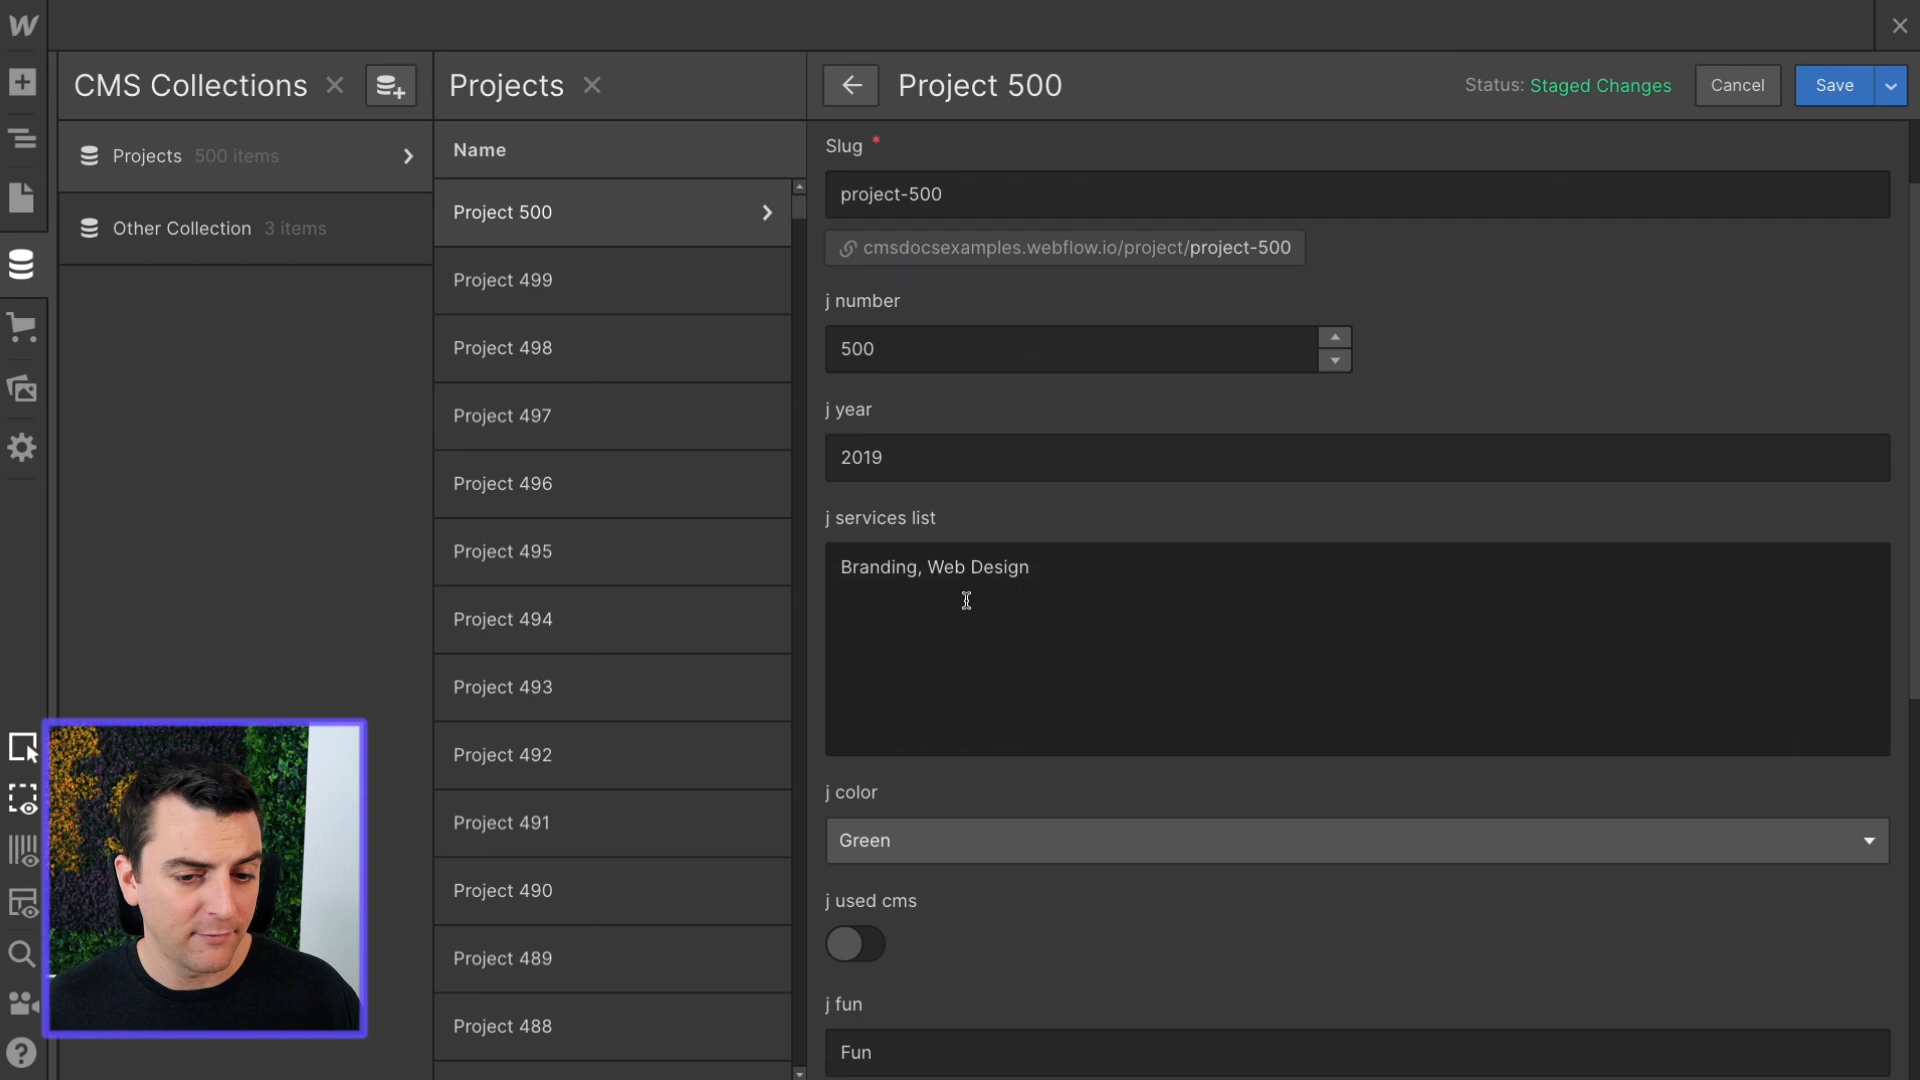 CMS Collections
Projects 500 items
Other Collection 3 items
Projects
Name
Project 500
Project 499
Project 498
Project 497
Project 496
Project 495
Project 494
Project 493
Project 492
Project 491
Project 490
Project 489
Project 488
Project 500
Status: Staged Changes
Cancel
Save
Slug *
project-500
cmsdocsexamples.webflow.io/project/project-500
j number
500
j year
2019
j services list
Branding, Web Design
j color
Green
j used cms
j fun
Fun